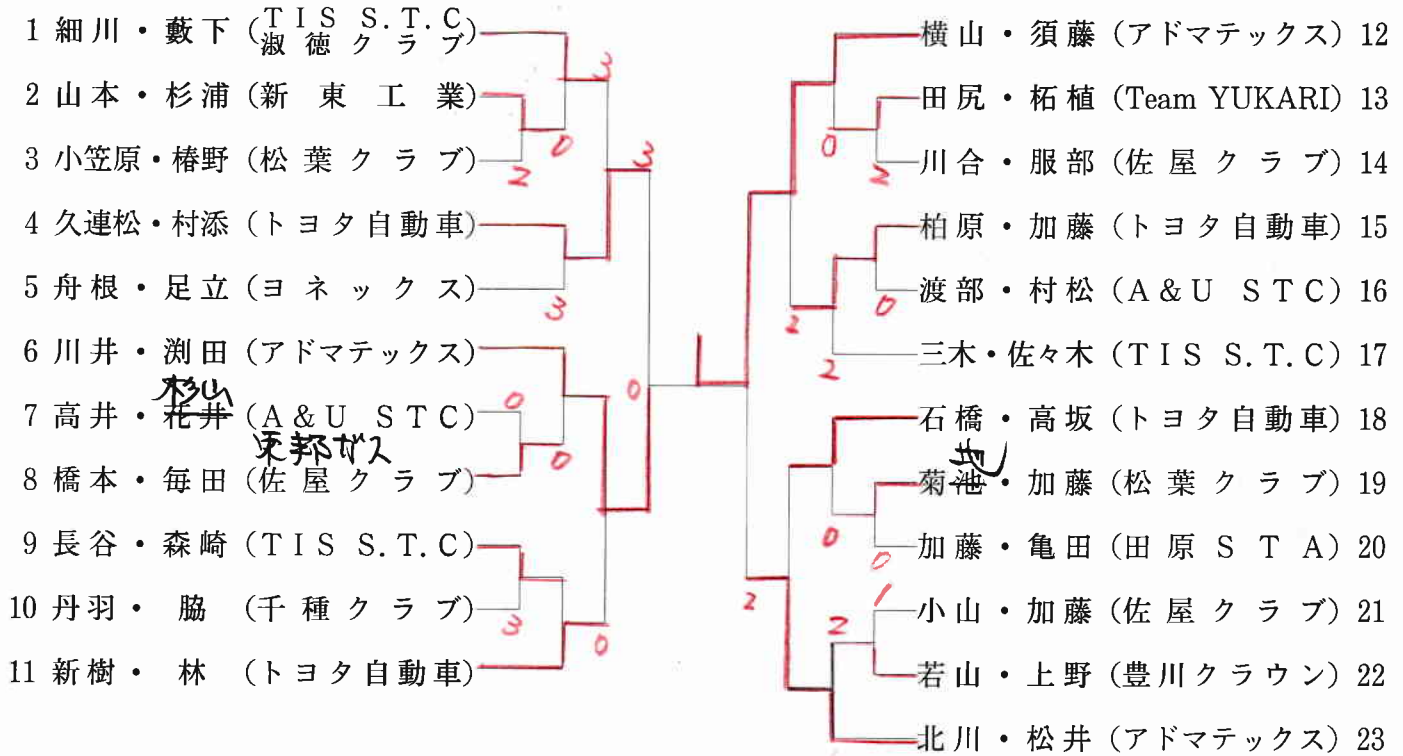 1 細川・藪下 (TIS S.T.C 淑徳クラブ)
2 山本・杉浦 (新東工業)
3 小笠原・椿野 (松葉クラブ)
4 久連松・村添 (トヨタ自動車)
5 舟根・足立 (ヨネックス)
6 川井・渕田 (アドマテックス)
杉山
7 高井・花井 (A&U STC)
東邦ガス
8 橋本・毎田 (佐屋クラブ)
9 長谷・森崎 (TIS S.T.C)
10 丹羽・脇 (千種クラブ)
11 新樹・林 (トヨタ自動車)
3
0
2
3
3
0
0
0
3
0
横山・須藤 (アドマテックス) 12
田尻・柘植 (Team YUKARI) 13
川合・服部 (佐屋クラブ) 14
柏原・加藤 (トヨタ自動車) 15
渡部・村松 (A&U STC) 16
三木・佐々木 (TIS S.T.C) 17
石橋・高坂 (トヨタ自動車) 18
地
菊池・加藤 (松葉クラブ) 19
加藤・亀田 (田原STA) 20
小山・加藤 (佐屋クラブ) 21
若山・上野 (豊川クラウン) 22
北川・松井 (アドマテックス) 23
0
2
0
2
2
0
0
1
2
2